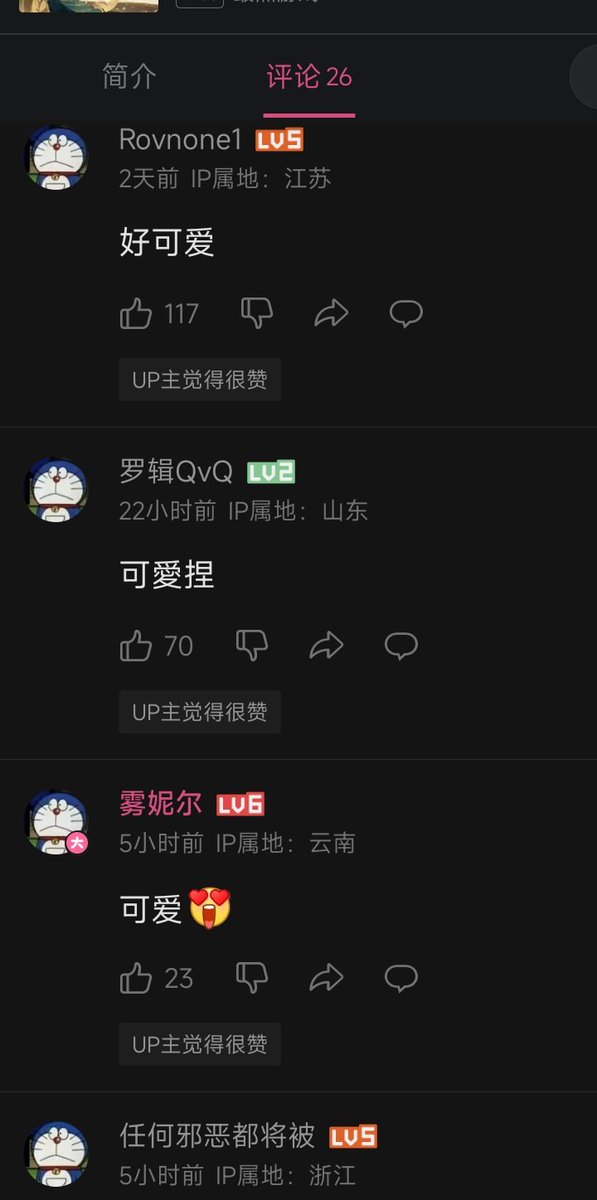 简介
评论 26
Rovnone1 LV5
2天前 IP属地：江苏
好可爱
117
UP主觉得很赞
罗辑QvQ LV2
22小时前 IP属地：山东
可愛捏
70
UP主觉得很赞
雾妮尔 LV6
大
5小时前 IP属地：云南
可爱
23
UP主觉得很赞
任何邪恶都将被 LV5
5小时前 IP属地：浙江